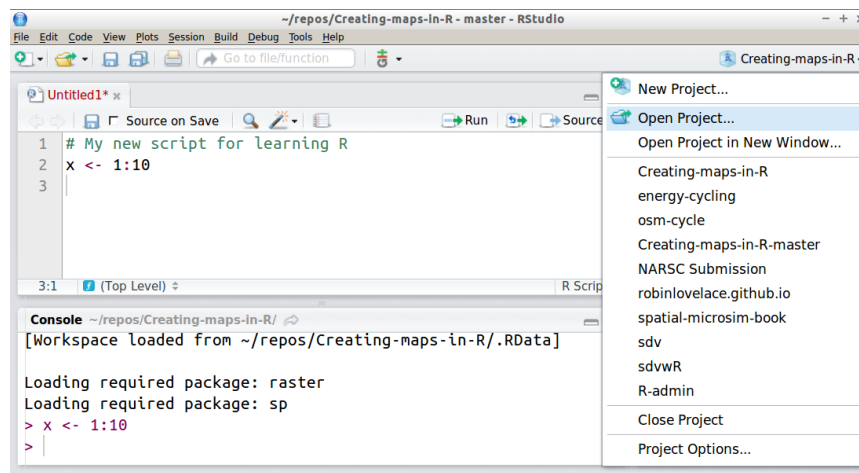 ~/repos/Creating-maps-in-R - master - RStudio
File Edit Code View Plots Session Build Debug Tools Help
Go to file/function
Creating-maps-in-R
Untitled1*
Source on Save
Run
Source
1 # My new script for learning R
2 x <- 1:10
3
3:1 (Top Level)
R Scrip
Console ~/repos/Creating-maps-in-R/
[Workspace loaded from ~/repos/Creating-maps-in-R/.RData]
Loading required package: raster
Loading required package: sp
> x <- 1:10
>
New Project...
Open Project...
Open Project in New Window...
Creating-maps-in-R
energy-cycling
osm-cycle
Creating-maps-in-R-master
NARSC Submission
robinlovelace.github.io
spatial-microsim-book
sdv
sdvwR
R-admin
Close Project
Project Options...